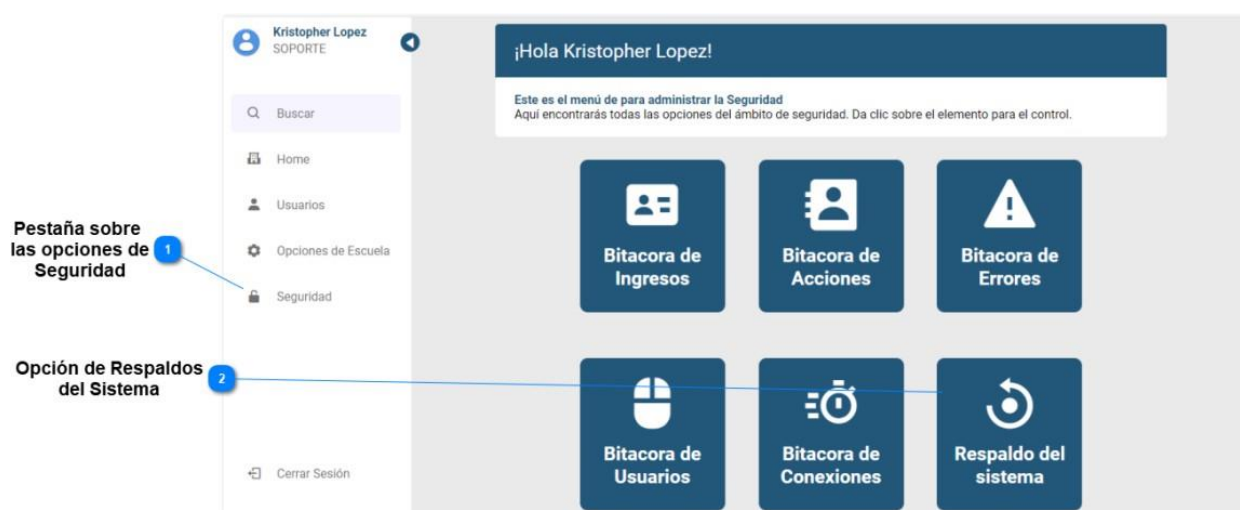 Kristopher Lopez
SOPORTE
Buscar
Home
Usuarios
Opciones de Escuela
Seguridad
Cerrar Sesión
Pestaña sobre
las opciones de
Seguridad
1
Opción de Respaldos
del Sistema
2
¡Hola Kristopher Lopez!
Este es el menú de para administrar la Seguridad
Aquí encontrarás todas las opciones del ámbito de seguridad. Da clic sobre el elemento para el control.
Bitacora de
Ingresos
Bitacora de
Acciones
Bitacora de
Errores
Bitacora de
Usuarios
Bitacora de
Conexiones
Respaldo del
sistema